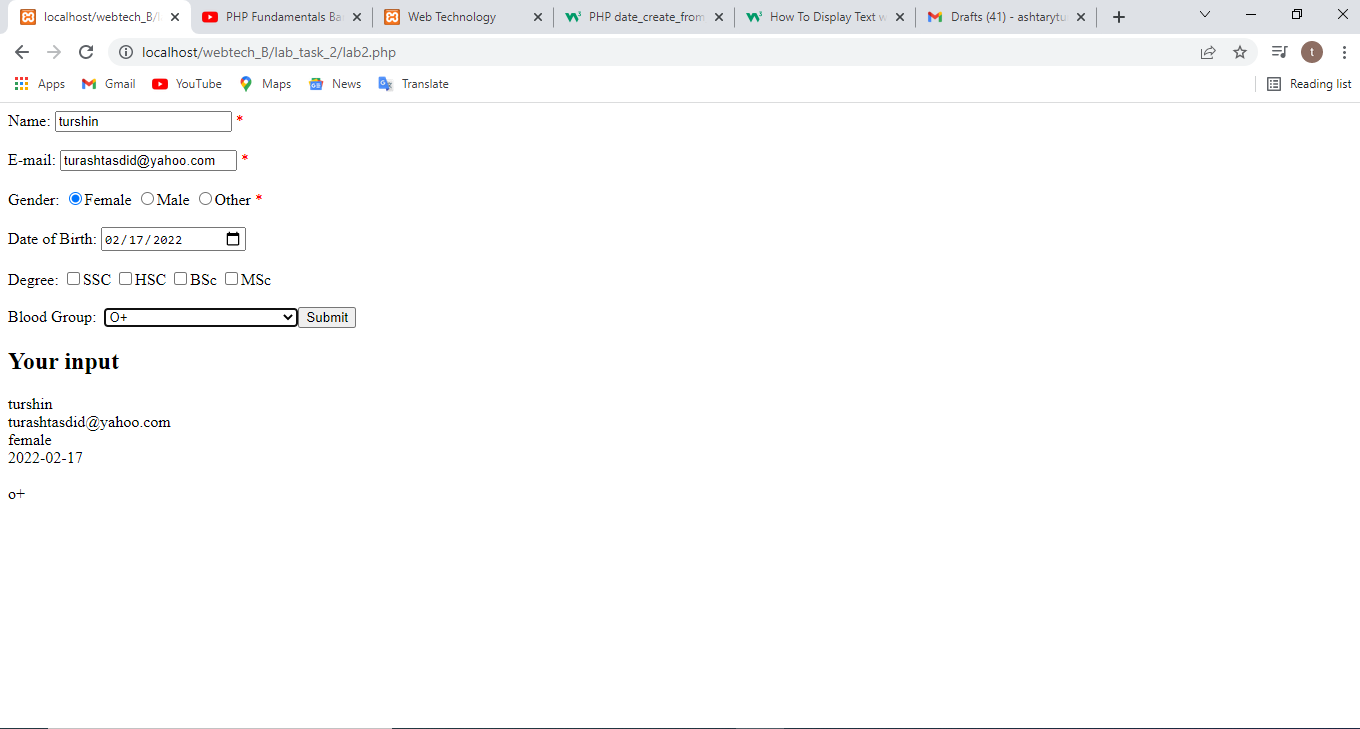 localhost/webtech_B/l
PHP Fundamentals Ba
Web Technology
PHP date_create_from
How To Display Text w
Drafts (41) - ashtarytu
localhost/webtech_B/lab_task_2/lab2.php
t
Apps Gmail YouTube Maps News Translate Reading list
Name: turshin *
E-mail: turashtasdid@yahoo.com *
Gender: Female Male Other *
Date of Birth: 02/17/2022
Degree: SSC HSC BSc MSc
Blood Group: O+ Submit
Your input
turshin
turashtasdid@yahoo.com
female
2022-02-17
o+